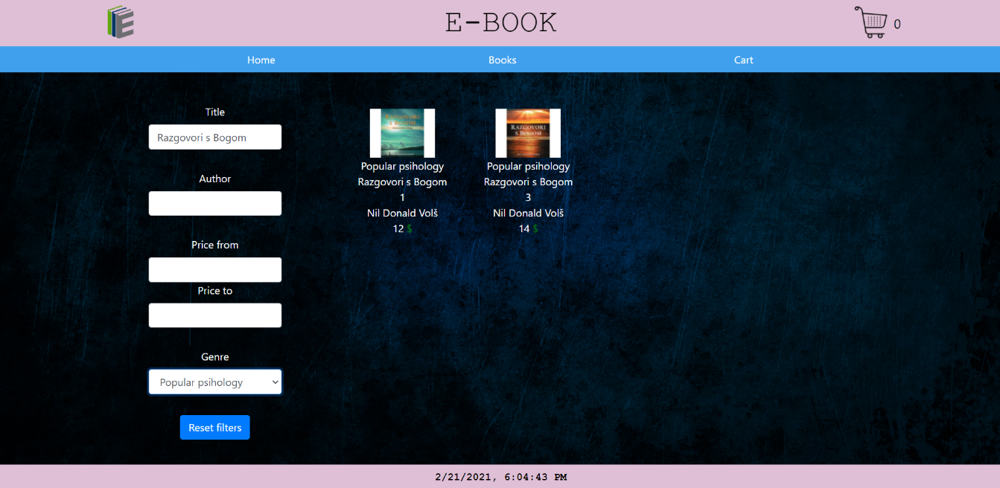 E
E-BOOK
0
Home
Books
Cart
Title
Razgovori s Bogom
Author
Price from
Price to
Genre
Popular psihology
Reset filters
RAZGOVORI
S BOGOM
Popular psihology
Razgovori s Bogom
1
Nil Donald Volš
12 $
RAZGOVORI
S BOGOM
Popular psihology
Razgovori s Bogom
3
Nil Donald Volš
14 $
2/21/2021, 6:04:43 PM